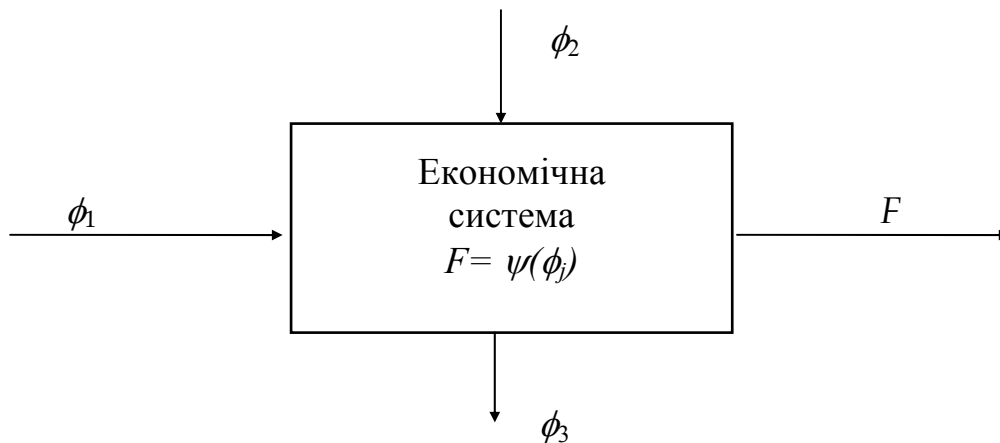 ϕ₂
Економічна
система
F= ψ(ϕⱼ)
ϕ₁
F
ϕ₃